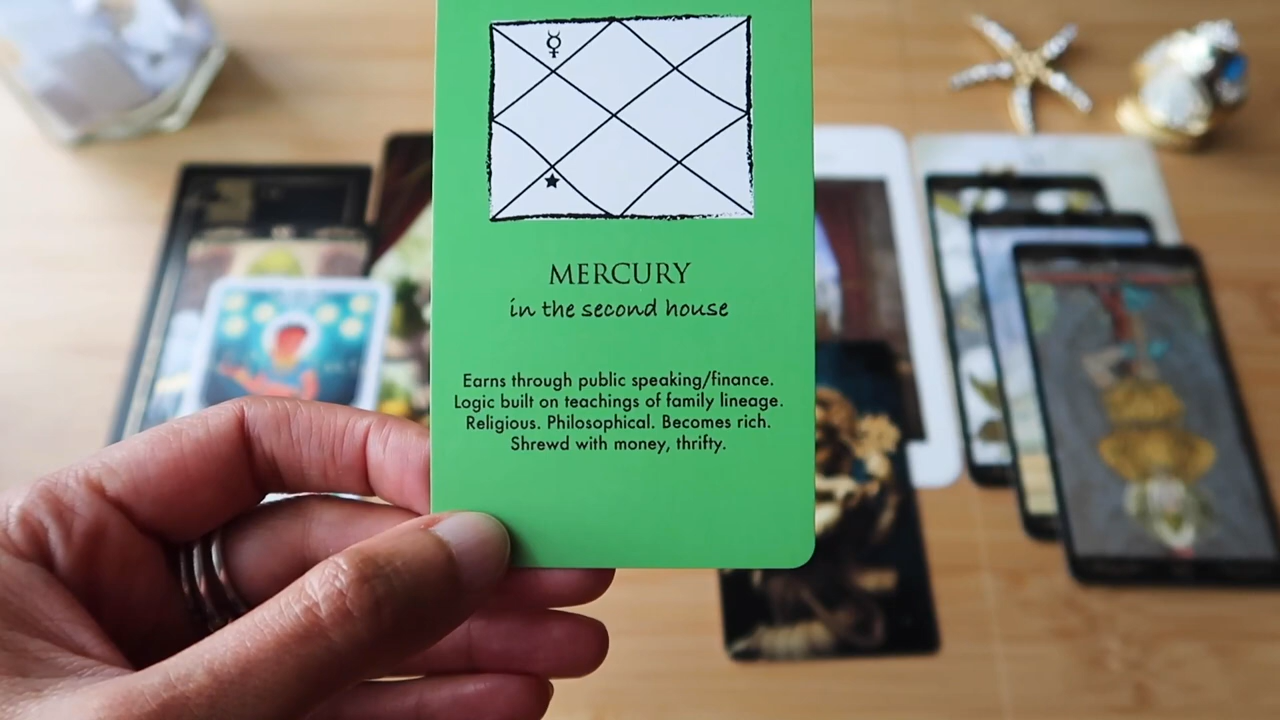 MERCURY
in the second house
Earns through public speaking/finance.
Logic built on teachings of family lineage.
Religious. Philosophical. Becomes rich.
Shrewd with money, thrifty.